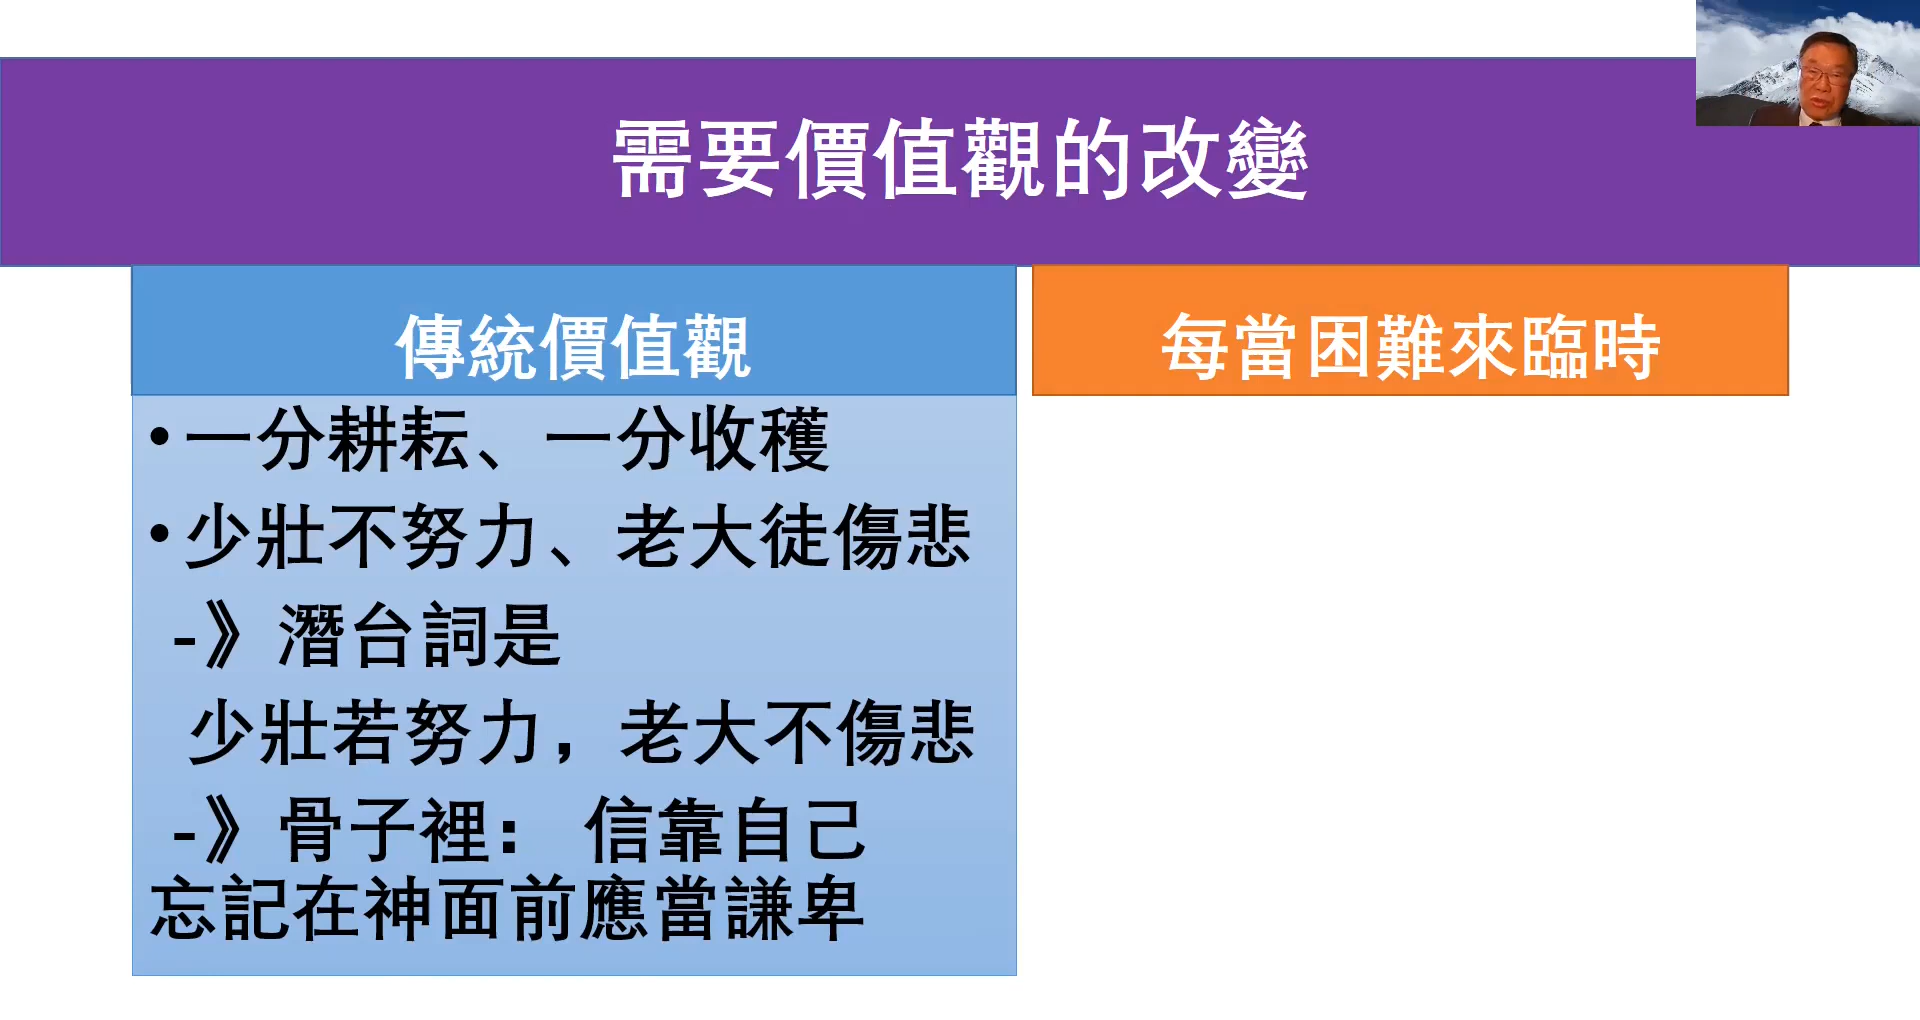 需要價值觀的改變
傳統價值觀
• 一分耕耘、一分收穫
• 少壯不努力、老大徒傷悲
-》潛台詞是
少壯若努力，老大不傷悲
-》骨子裡： 信靠自己
忘記在神面前應當謙卑
每當困難來臨時